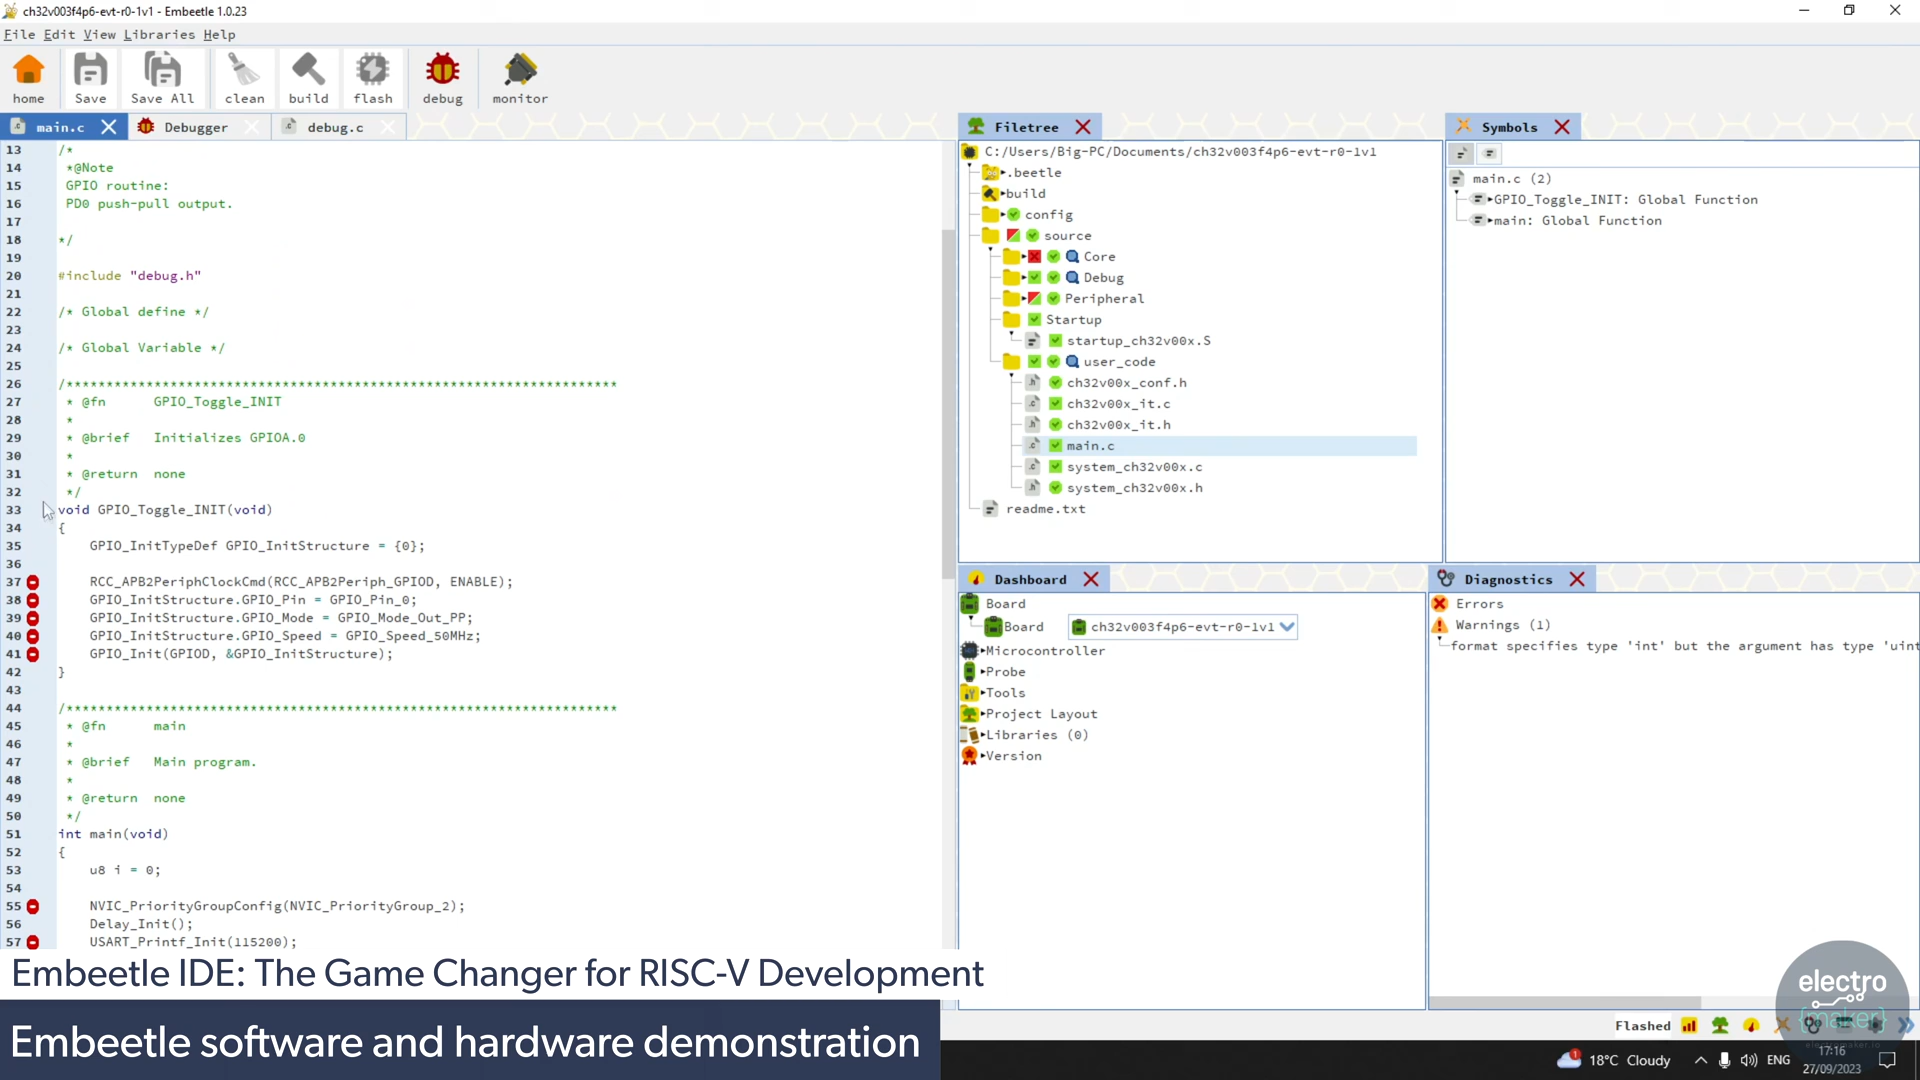 ch32v003f4p6-evt-r0-1v1 - Embeetle 1.0.23
File Edit View Libraries Help
home Save Save All clean build flash debug monitor
main.c Debugger debug.c
13 /*
14 *@Note
15 GPIO routine:
16 PD0 push-pull output.
17
18 */
19
20 #include "debug.h"
21
22 /* Global define */
23
24 /* Global Variable */
25
26 /*********************************************************************
27 * @fn GPIO_Toggle_INIT
28 *
29 * @brief Initializes GPIOA.0
30 *
31 * @return none
32 */
33 void GPIO_Toggle_INIT(void)
34 {
35 GPIO_InitTypeDef GPIO_InitStructure = {0};
36
37 RCC_APB2PeriphClockCmd(RCC_APB2Periph_GPIOD, ENABLE);
38 GPIO_InitStructure.GPIO_Pin = GPIO_Pin_0;
39 GPIO_InitStructure.GPIO_Mode = GPIO_Mode_Out_PP;
40 GPIO_InitStructure.GPIO_Speed = GPIO_Speed_50MHz;
41 GPIO_Init(GPIOD, &GPIO_InitStructure);
42 }
43
44 /*********************************************************************
45 * @fn main
46 *
47 * @brief Main program.
48 *
49 * @return none
50 */
51 int main(void)
52 {
53 u8 i = 0;
54
55 NVIC_PriorityGroupConfig(NVIC_PriorityGroup_2);
56 Delay_Init();
57 USART_Printf_Init(115200);
Filetree
C:/Users/Big-PC/Documents/ch32v003f4p6-evt-r0-1v1
.beetle
build
config
source
Core
Debug
Peripheral
Startup
startup_ch32v00x.S
user_code
ch32v00x_conf.h
ch32v00x_it.c
ch32v00x_it.h
main.c
system_ch32v00x.c
system_ch32v00x.h
readme.txt
Symbols
main.c (2)
GPIO_Toggle_INIT: Global Function
main: Global Function
Dashboard
Board
Board ch32v003f4p6-evt-r0-1v1
Microcontroller
Probe
Tools
Project Layout
Libraries (0)
Version
Diagnostics
Errors
Warnings (1)
format specifies type 'int' but the argument has type 'uint
Embeetle IDE: The Game Changer for RISC-V Development
Embeetle software and hardware demonstration
electro
{maker}
electromaker.io
Flashed
1 18°C Cloudy ENG
17:16
27/09/2023